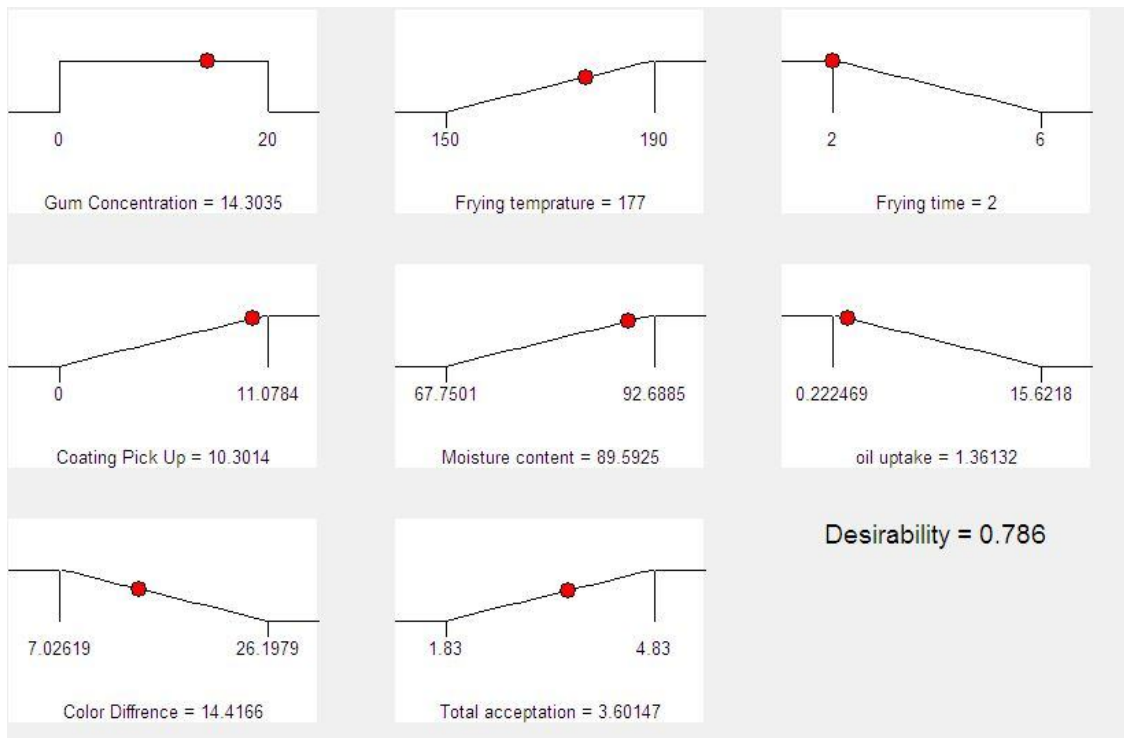 0 20
Gum Concentration = 14.3035
150 190
Frying temprature = 177
2 6
Frying time = 2
0 11.0784
Coating Pick Up = 10.3014
67.7501 92.6885
Moisture content = 89.5925
0.222469 15.6218
oil uptake = 1.36132
7.02619 26.1979
Color Diffrence = 14.4166
1.83 4.83
Total acceptation = 3.60147
Desirability = 0.786